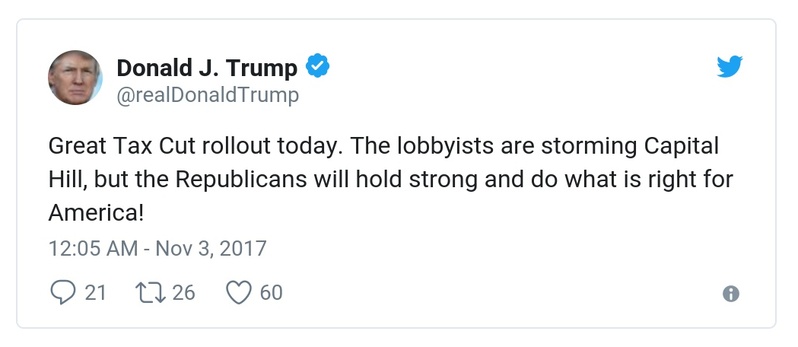 Donald J. Trump
@realDonaldTrump
Great Tax Cut rollout today. The lobbyists are storming Capital
Hill, but the Republicans will hold strong and do what is right for
America!
12:05 AM - Nov 3, 2017
21 26 60